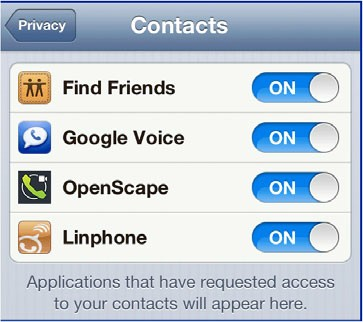 Privacy
Contacts
Find Friends ON
Google Voice ON
OpenScape ON
Linphone ON
Applications that have requested access
to your contacts will appear here.